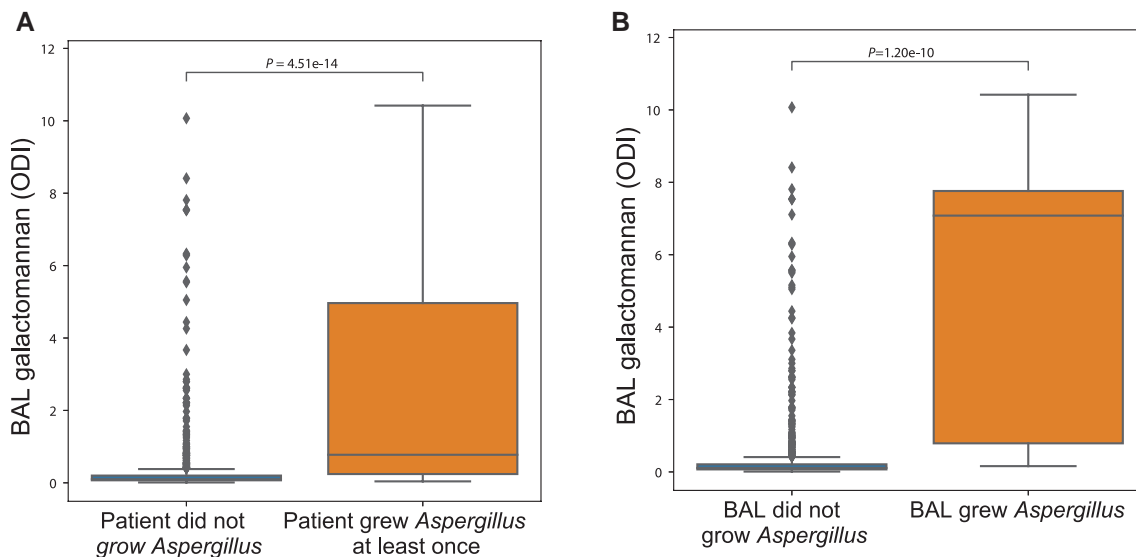 A
P = 4.51e-14
12
10
8
6
4
2
0
BAL galactomannan (ODI)
Patient did not
grow Aspergillus
Patient grew Aspergillus
at least once
B
P=1.20e-10
12
10
8
6
4
2
0
BAL galactomannan (ODI)
BAL did not
grow Aspergillus
BAL grew Aspergillus